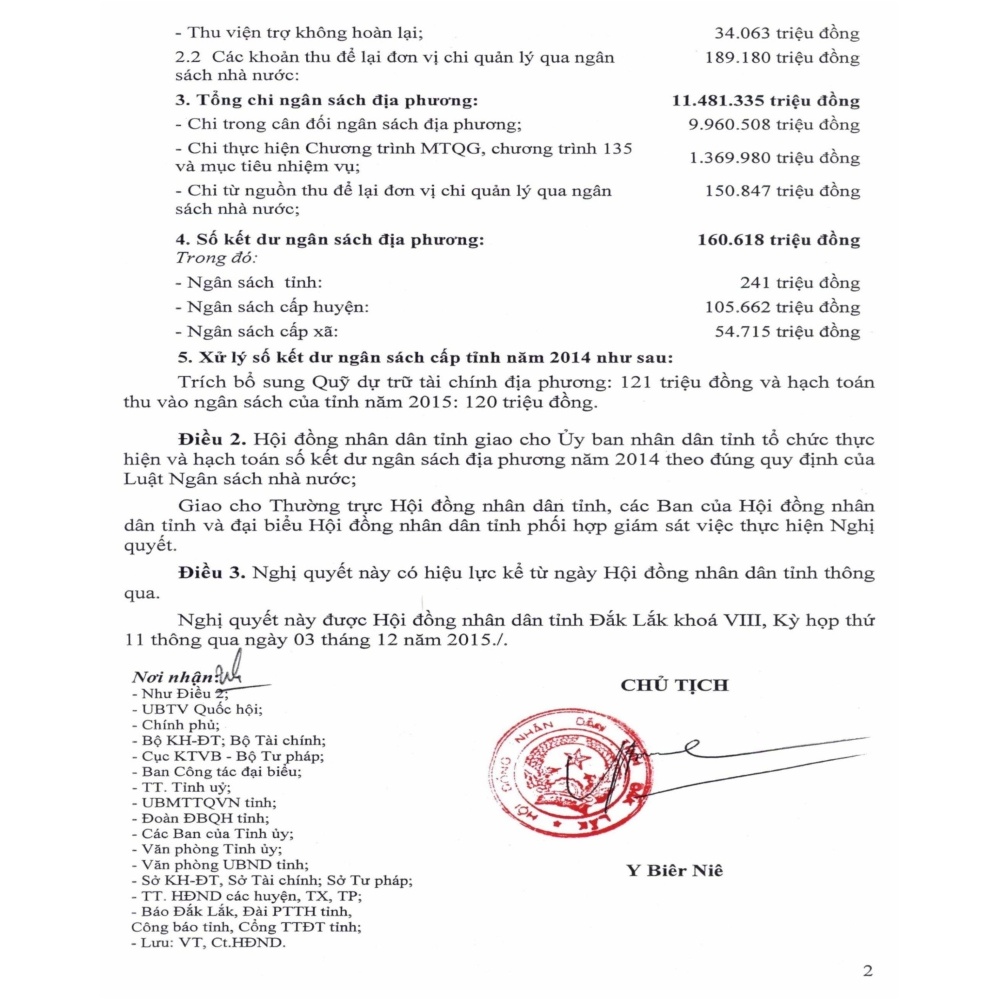 - Thu viện trợ không hoàn lại; 34.063 triệu đồng
2.2 Các khoản thu để lại đơn vị chi quản lý qua ngân 189.180 triệu đồng
sách nhà nước:
3. Tổng chi ngân sách địa phương: 11.481.335 triệu đồng
- Chi trong cân đối ngân sách địa phương; 9.960.508 triệu đồng
- Chi thực hiện Chương trình MTQG, chương trình 135 1.369.980 triệu đồng
và mục tiêu nhiệm vụ;
- Chi từ nguồn thu để lại đơn vị chi quản lý qua ngân 150.847 triệu đồng
sách nhà nước;
4. Số kết dư ngân sách địa phương: 160.618 triệu đồng
Trong đó:
- Ngân sách tỉnh: 241 triệu đồng
- Ngân sách cấp huyện: 105.662 triệu đồng
- Ngân sách cấp xã: 54.715 triệu đồng
5. Xử lý số kết dư ngân sách cấp tỉnh năm 2014 như sau:
Trích bổ sung Quỹ dự trữ tài chính địa phương: 121 triệu đồng và hạch toán
thu vào ngân sách của tỉnh năm 2015: 120 triệu đồng.
Điều 2. Hội đồng nhân dân tỉnh giao cho Ủy ban nhân dân tỉnh tổ chức thực
hiện và hạch toán số kết dư ngân sách địa phương năm 2014 theo đúng quy định của
Luật Ngân sách nhà nước;
Giao cho Thường trực Hội đồng nhân dân tỉnh, các Ban của Hội đồng nhân
dân tỉnh và đại biểu Hội đồng nhân dân tỉnh phối hợp giám sát việc thực hiện Nghị
quyết.
Điều 3. Nghị quyết này có hiệu lực kể từ ngày Hội đồng nhân dân tỉnh thông
qua.
Nghị quyết này được Hội đồng nhân dân tỉnh Đắk Lắk khoá VIII, Kỳ họp thứ
11 thông qua ngày 03 tháng 12 năm 2015./.
Nơi nhận:
- Như Điều 2;
- UBTV Quốc hội;
- Chính phủ;
- Bộ KH-ĐT; Bộ Tài chính;
- Cục KTVB - Bộ Tư pháp;
- Ban Công tác đại biểu;
- TT. Tỉnh uỷ;
- UBMTTQVN tỉnh;
- Đoàn ĐBQH tỉnh;
- Các Ban của Tỉnh ủy;
- Văn phòng Tỉnh ủy;
- Văn phòng UBND tỉnh;
- Sở KH-ĐT, Sở Tài chính; Sở Tư pháp;
- TT. HĐND các huyện, TX, TP;
- Báo Đắk Lắk, Đài PTTH tỉnh,
Công báo tỉnh, Cổng TTĐT tỉnh;
- Lưu: VT, Ct.HĐND.
CHỦ TỊCH
HỘI ĐỒNG NHÂN DÂN
ĐẮK LẮK
Y Biêr Niê
2